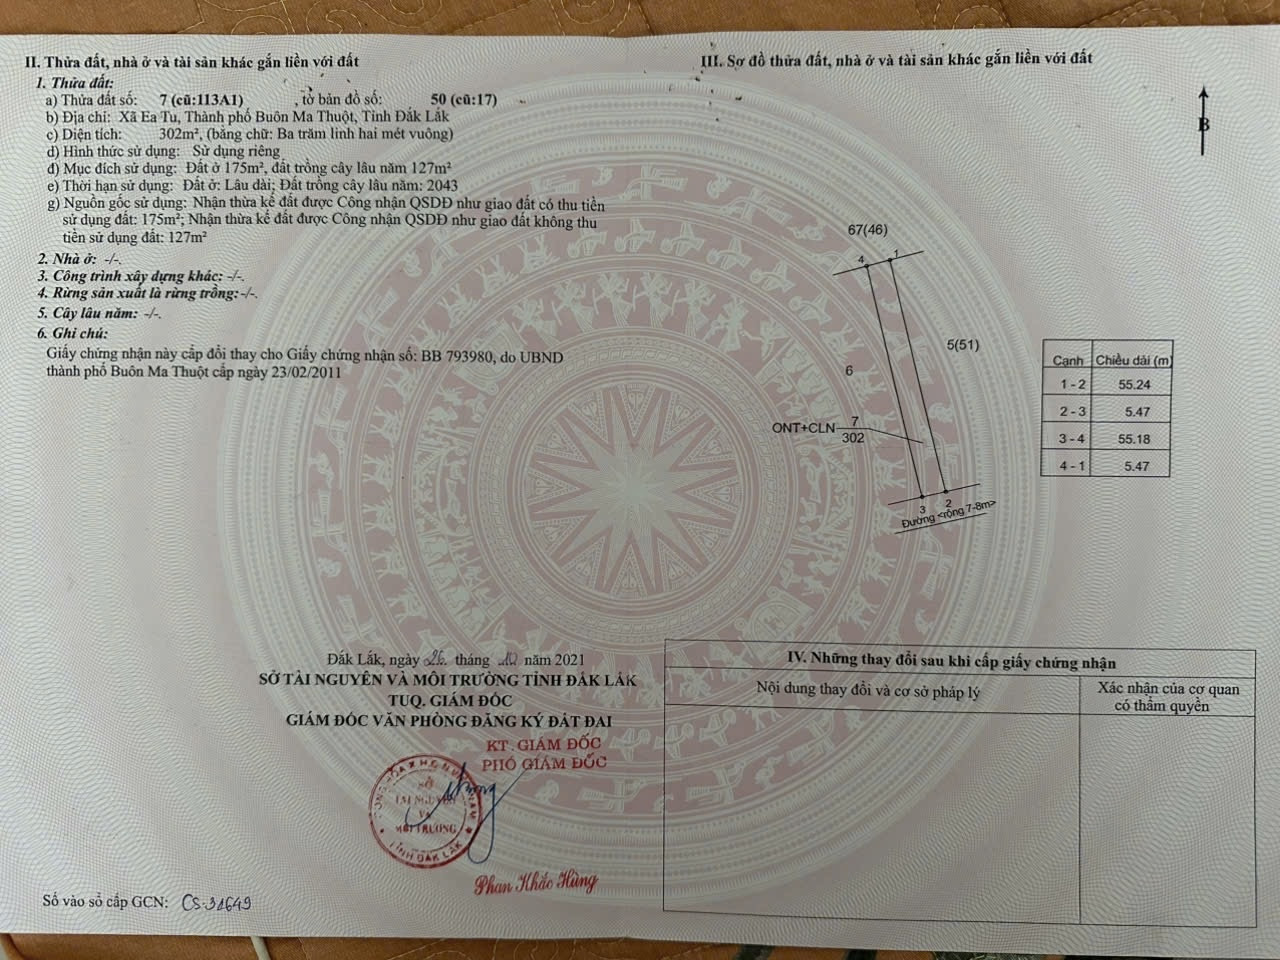 II. Thửa đất, nhà ở và tài sản khác gắn liền với đất
1. Thửa đất:
a) Thửa đất số: 7 (cũ:113A1) , tờ bản đồ số: 50 (cũ:17)
b) Địa chỉ: Xã Ea Tu, Thành phố Buôn Ma Thuột, Tỉnh Đắk Lắk
c) Diện tích: 302m², (bằng chữ: Ba trăm linh hai mét vuông)
d) Hình thức sử dụng: Sử dụng riêng
đ) Mục đích sử dụng: Đất ở 175m², đất trồng cây lâu năm 127m²
e) Thời hạn sử dụng: Đất ở: Lâu dài; Đất trồng cây lâu năm: 2043
g) Nguồn gốc sử dụng: Nhận thừa kế đất được Công nhận QSDĐ như giao đất có thu tiền
sử dụng đất: 175m²; Nhận thừa kế đất được Công nhận QSDĐ như giao đất không thu
tiền sử dụng đất: 127m²
2. Nhà ở: -/-.
3. Công trình xây dựng khác: -/-.
4. Rừng sản xuất là rừng trồng:-/-.
5. Cây lâu năm: -/-.
6. Ghi chú:
Giấy chứng nhận này cấp đổi thay cho Giấy chứng nhận số: BB 793980, do UBND
thành phố Buôn Ma Thuột cấp ngày 23/02/2011
Đắk Lắk, ngày 26 tháng 10 năm 2021
SỞ TÀI NGUYÊN VÀ MÔI TRƯỜNG TỈNH ĐẮK LẮK
TUQ. GIÁM ĐỐC
GIÁM ĐỐC VĂN PHÒNG ĐĂNG KÝ ĐẤT ĐAI
KT. GIÁM ĐỐC
PHÓ GIÁM ĐỐC
SỞ
TÀI NGUYÊN
VÀ
MÔI TRƯỜNG
TỈNH ĐẮK LẮK
Phan Khắc Hùng
Số vào sổ cấp GCN: CS-31649
III. Sơ đồ thửa đất, nhà ở và tài sản khác gắn liền với đất
B
67(46)
4 1
5(51)
6
ONT+CLN 7
302
3 2
Đường <rộng 7-8m>
Cạnh Chiều dài (m)
1 - 2 55.24
2 - 3 5.47
3 - 4 55.18
4 - 1 5.47
IV. Những thay đổi sau khi cấp giấy chứng nhận
Nội dung thay đổi và cơ sở pháp lý
Xác nhận của cơ quan
có thẩm quyền